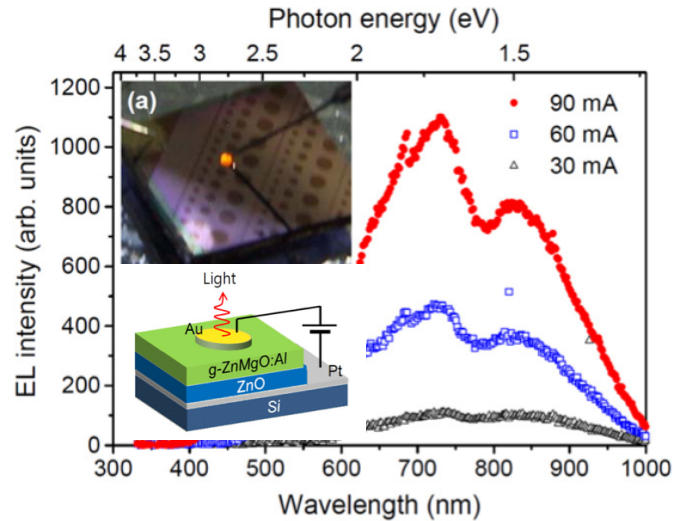 Photon energy (eV)
4 3.5 3 2.5 2 1.5
1200
1000
800
600
400
200
0
EL intensity (arb. units)
(a)
90 mA
60 mA
30 mA
Light
Au
g-ZnMgO:Al
ZnO
Pt
Si
300 400 500 600 700 800 900 1000
Wavelength (nm)